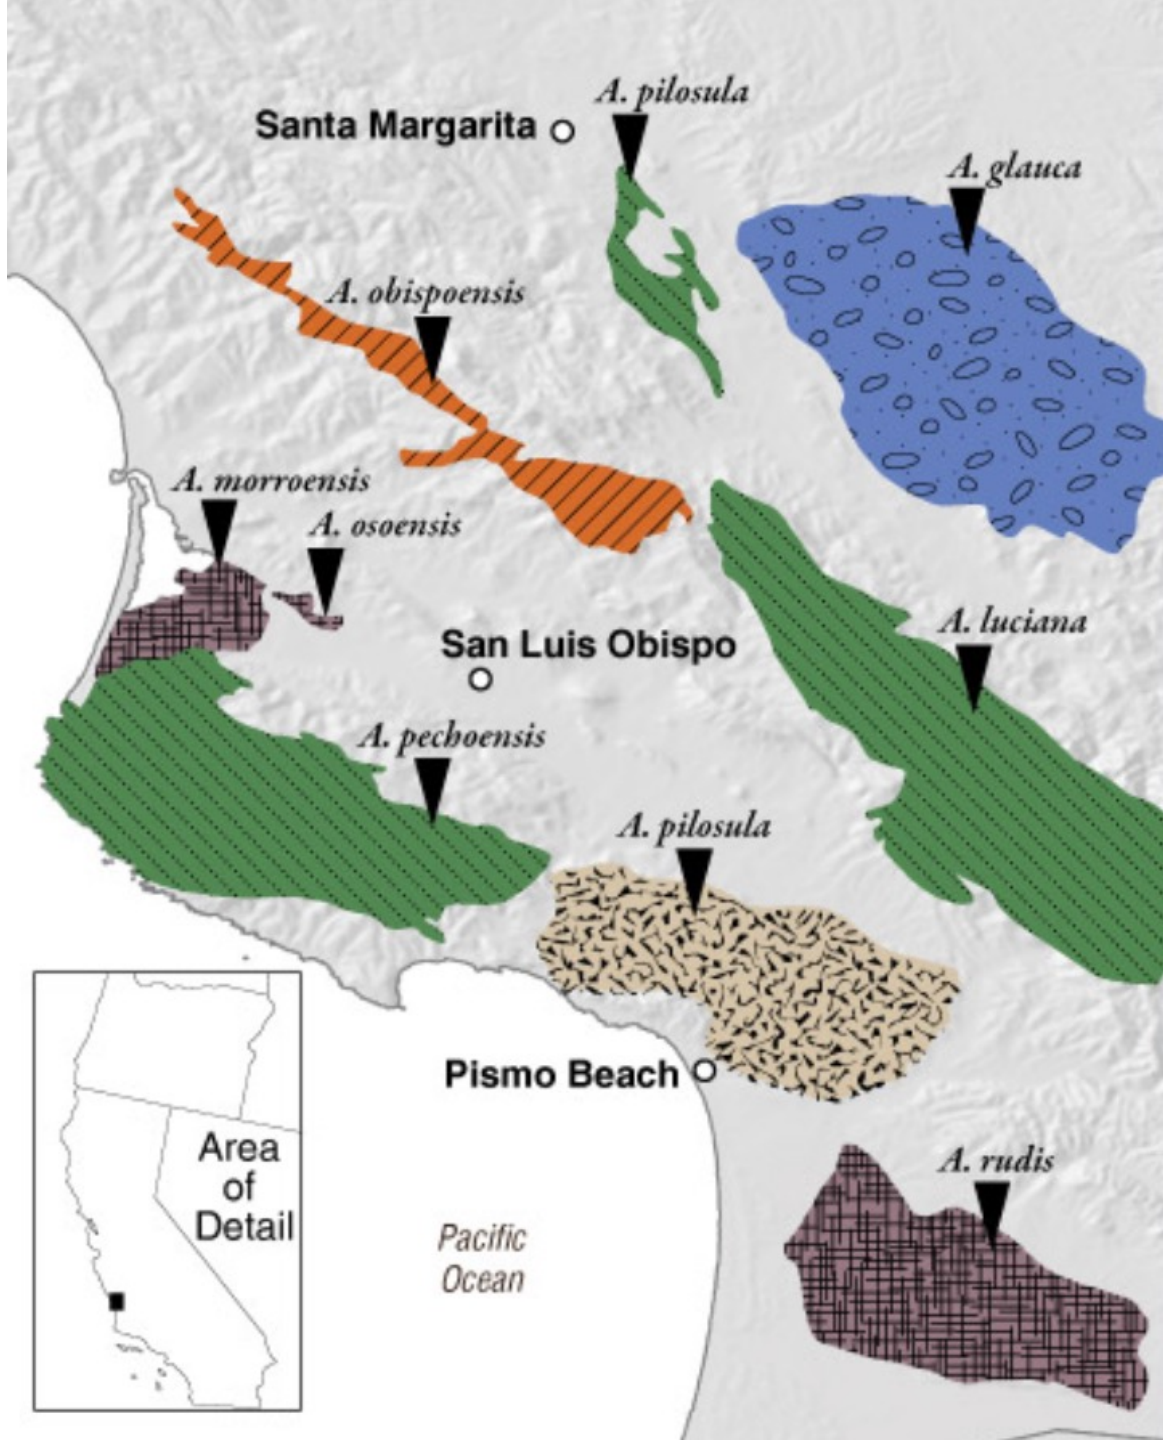 A. pilosula
Santa Margarita
A. glauca
A. obispoensis
A. morroensis
A. osoensis
A. luciana
San Luis Obispo
A. pechoensis
A. pilosula
Pismo Beach
Area
of
Detail
A. rudis
Pacific
Ocean